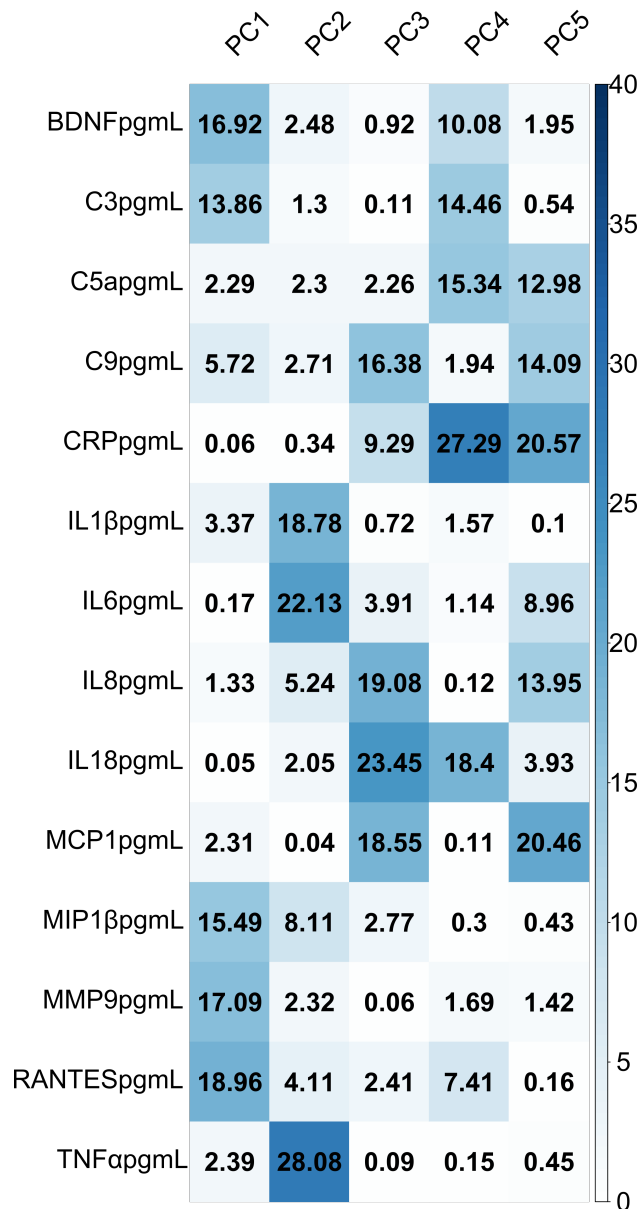 PC1 PC2 PC3 PC4 PC5
BDNFpgmL 16.92 2.48 0.92 10.08 1.95
C3pgmL 13.86 1.3 0.11 14.46 0.54
C5apgmL 2.29 2.3 2.26 15.34 12.98
C9pgmL 5.72 2.71 16.38 1.94 14.09
CRPpgmL 0.06 0.34 9.29 27.29 20.57
IL1βpgmL 3.37 18.78 0.72 1.57 0.1
IL6pgmL 0.17 22.13 3.91 1.14 8.96
IL8pgmL 1.33 5.24 19.08 0.12 13.95
IL18pgmL 0.05 2.05 23.45 18.4 3.93
MCP1pgmL 2.31 0.04 18.55 0.11 20.46
MIP1βpgmL 15.49 8.11 2.77 0.3 0.43
MMP9pgmL 17.09 2.32 0.06 1.69 1.42
RANTESpgmL 18.96 4.11 2.41 7.41 0.16
TNFαpgmL 2.39 28.08 0.09 0.15 0.45
40
35
30
25
20
15
10
5
0